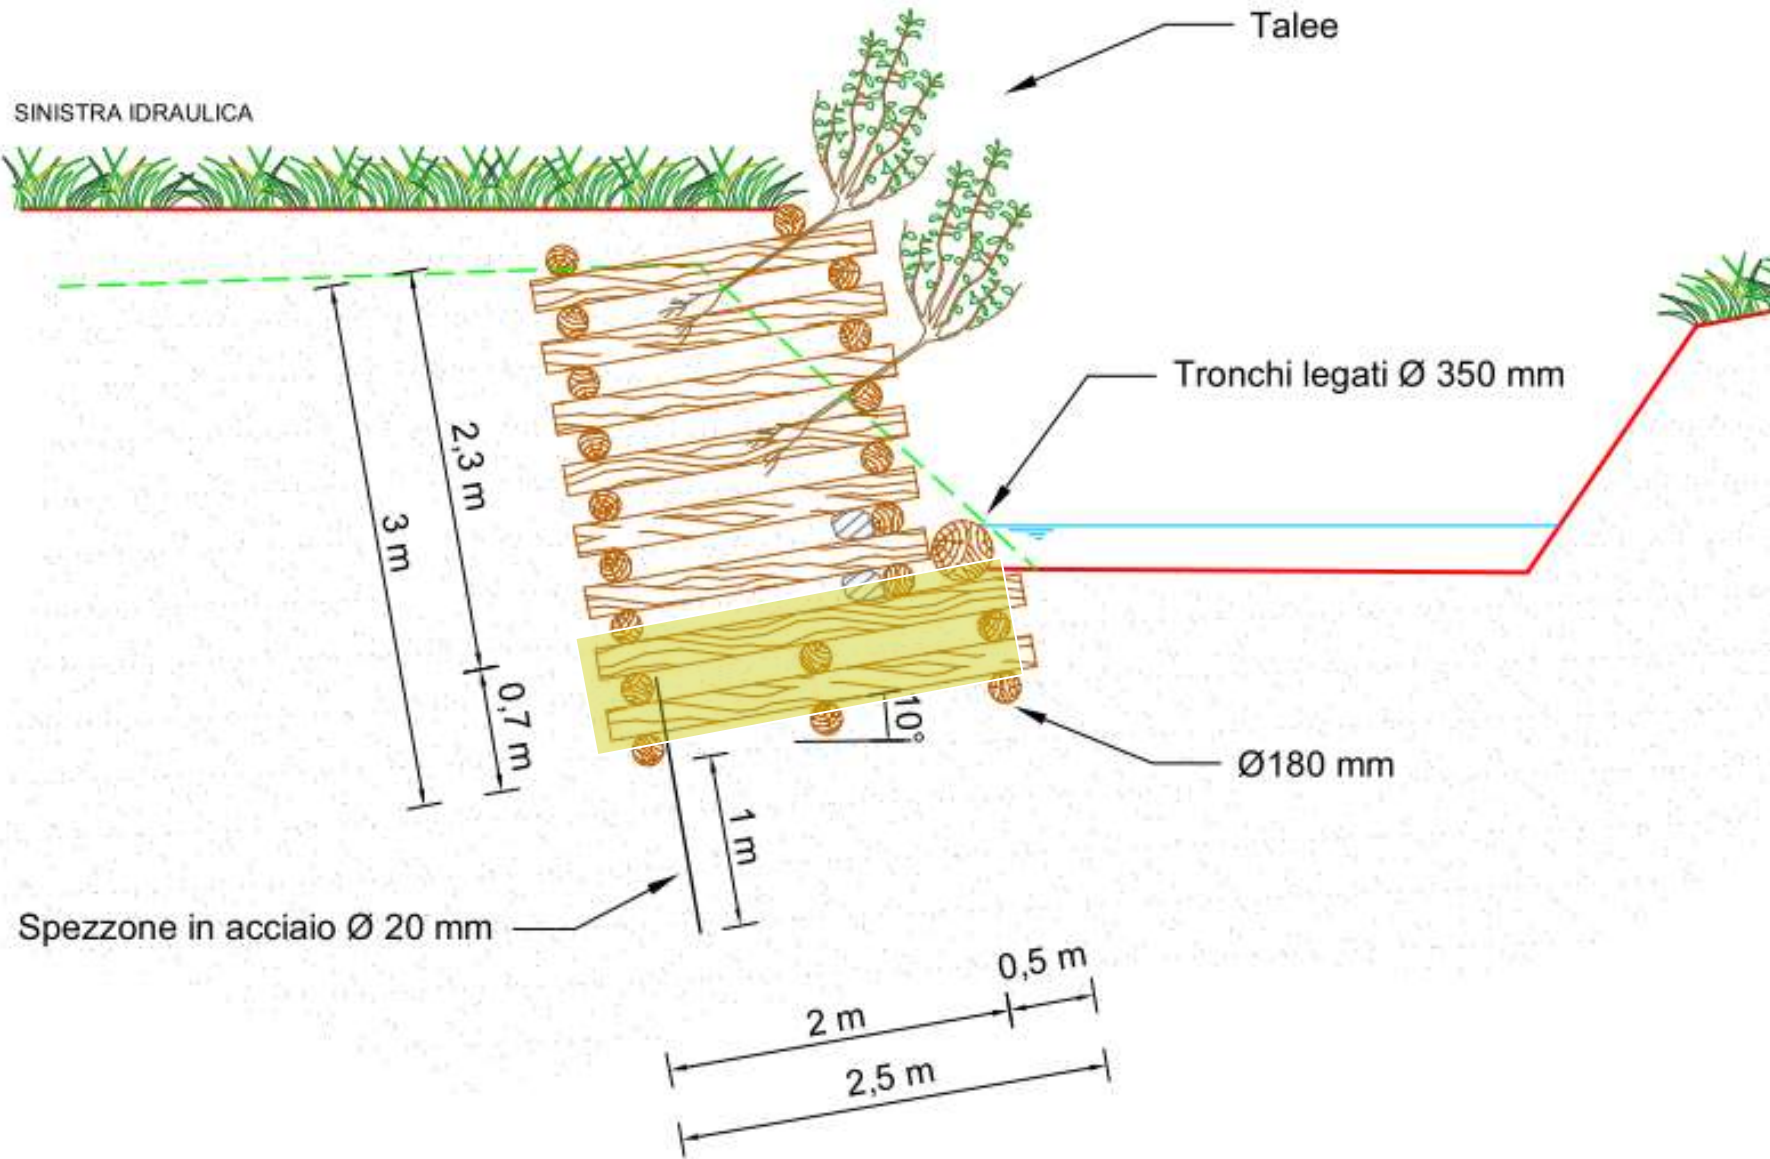 Talee
SINISTRA IDRAULICA
Tronchi legati Ø 350 mm
2,3 m
3 m
0,7 m
10°
Ø180 mm
1 m
Spezzone in acciaio Ø 20 mm
0,5 m
2 m
2,5 m